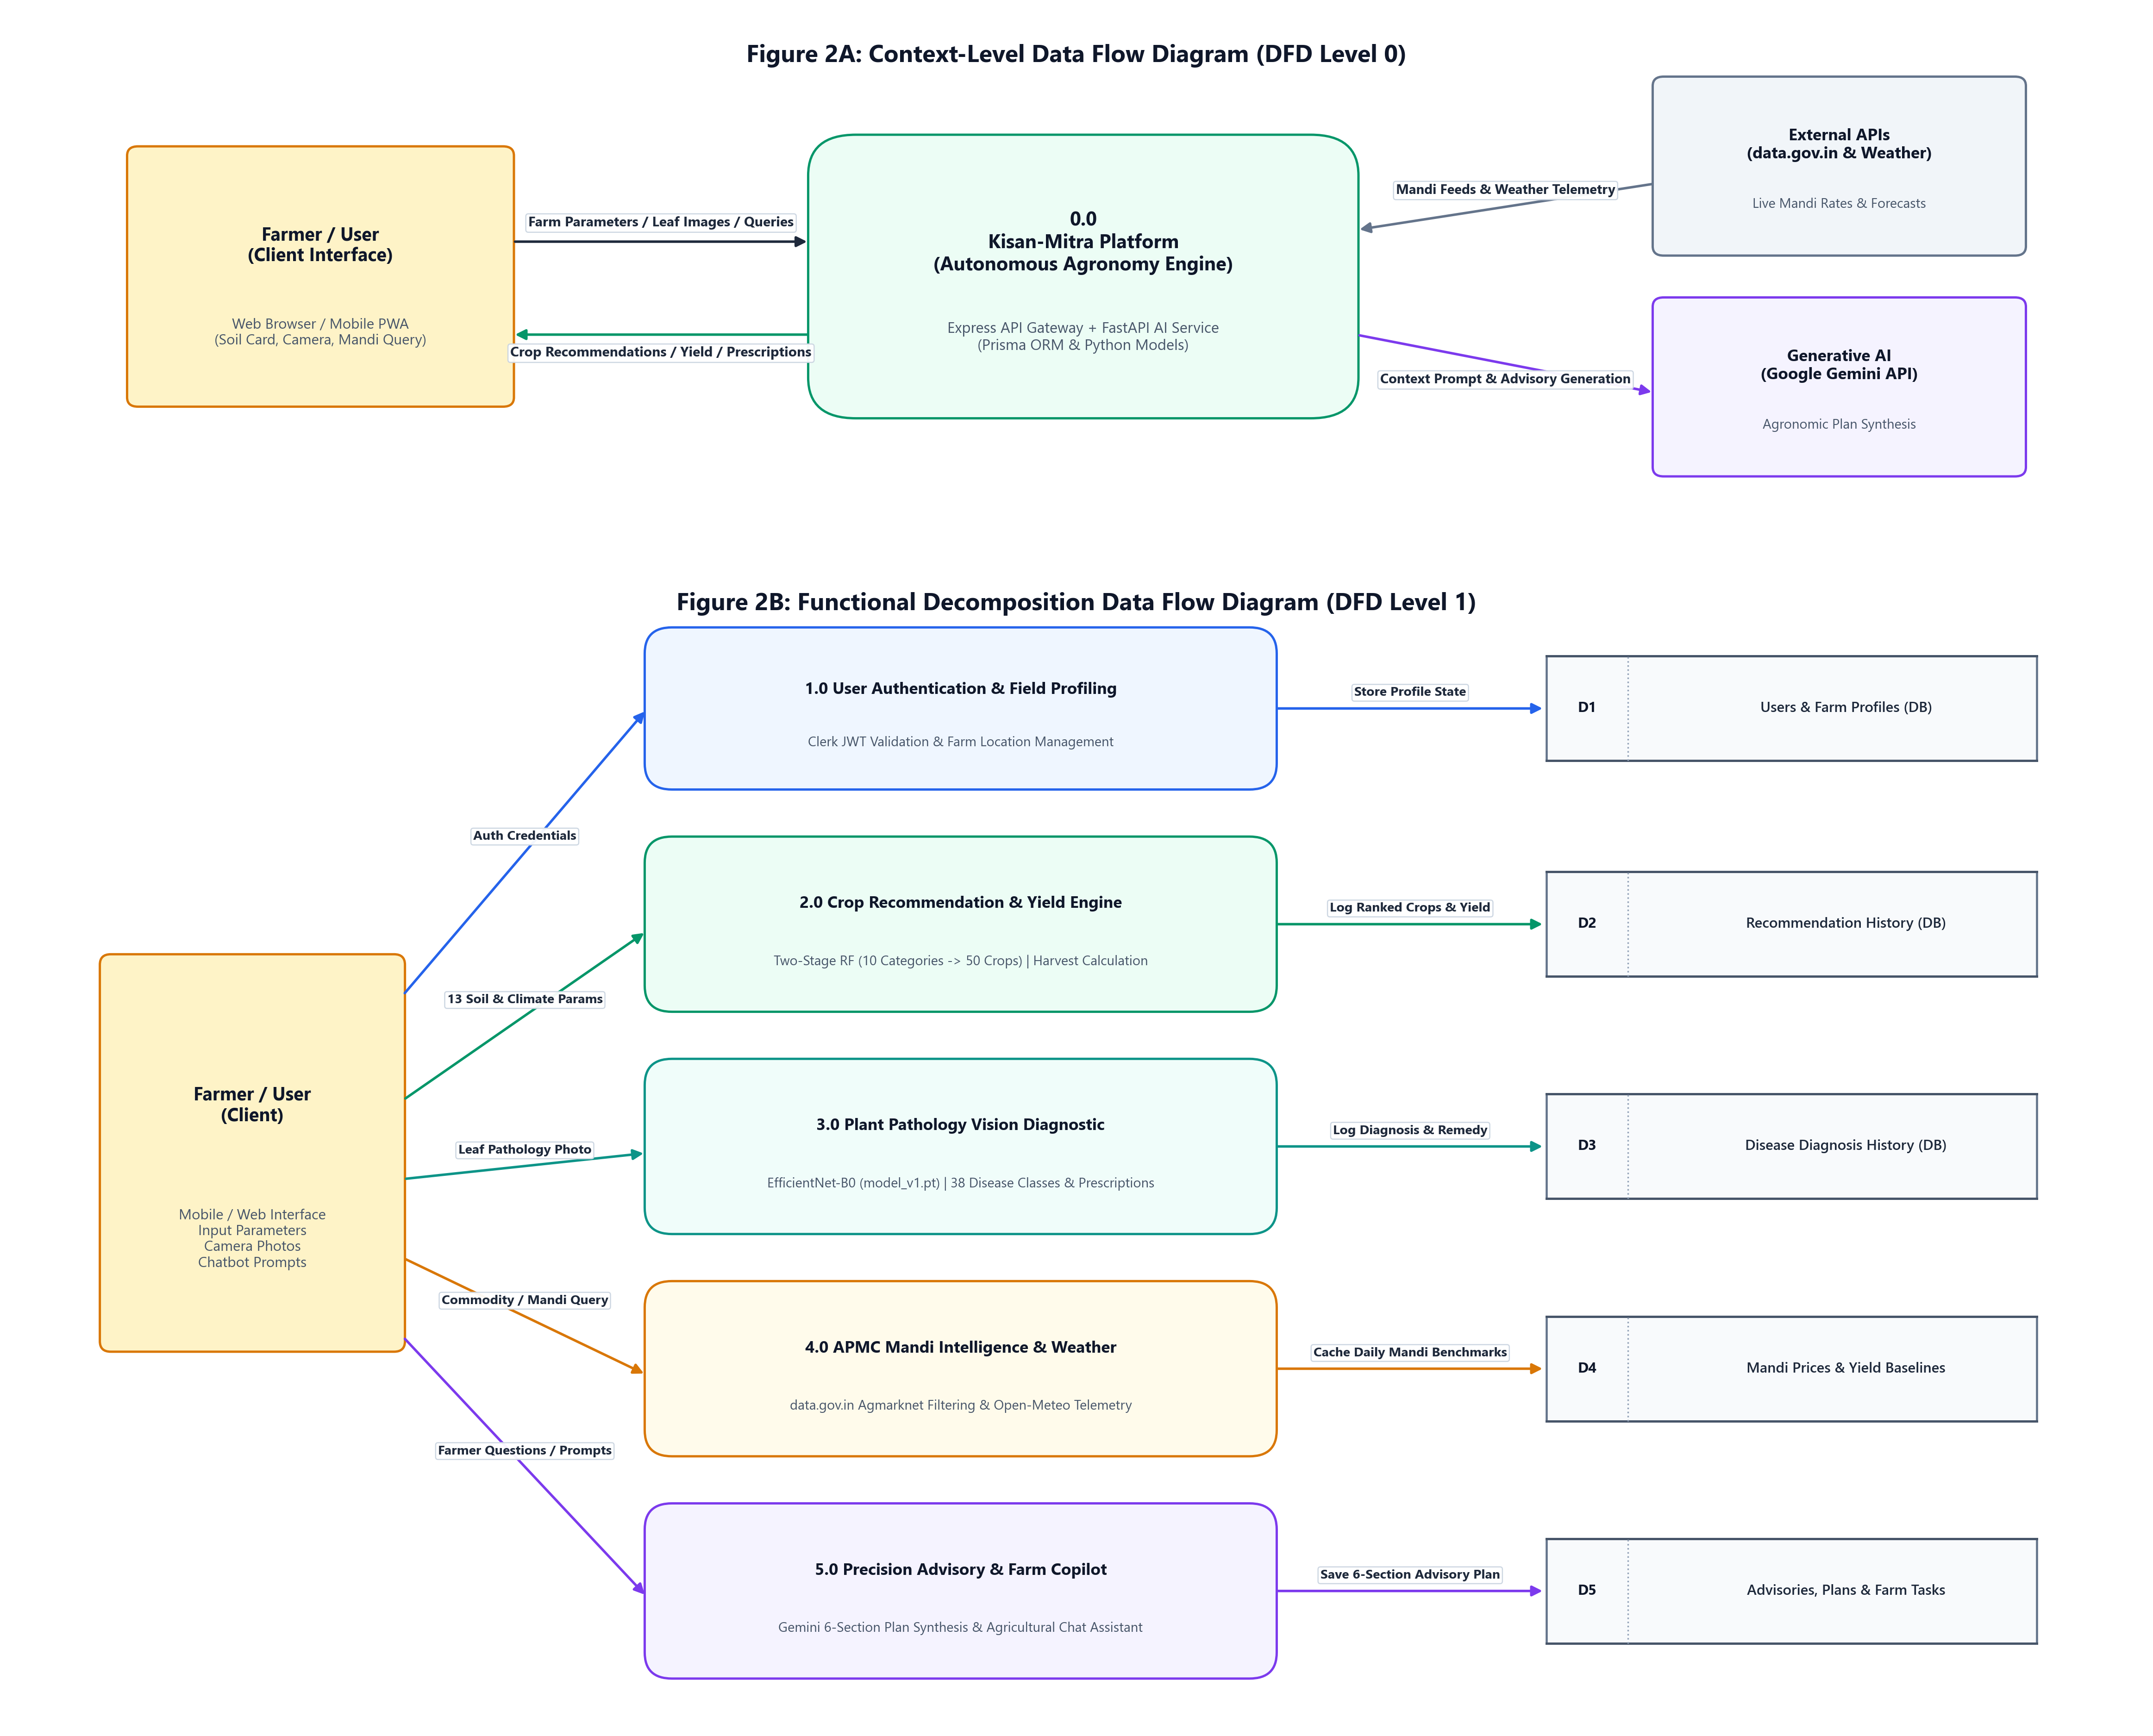 Figure 2A: Context-Level Data Flow Diagram (DFD Level 0)
Farmer / User
(Client Interface)
Web Browser / Mobile PWA
(Soil Card, Camera, Mandi Query)
Farm Parameters / Leaf Images / Queries
Crop Recommendations / Yield / Prescriptions
0.0
Kisan-Mitra Platform
(Autonomous Agronomy Engine)
Express API Gateway + FastAPI AI Service
(Prisma ORM & Python Models)
Mandi Feeds & Weather Telemetry
Context Prompt & Advisory Generation
External APIs
(data.gov.in & Weather)
Live Mandi Rates & Forecasts
Generative AI
(Google Gemini API)
Agronomic Plan Synthesis
Figure 2B: Functional Decomposition Data Flow Diagram (DFD Level 1)
Farmer / User
(Client)
Mobile / Web Interface
Input Parameters
Camera Photos
Chatbot Prompts
Auth Credentials
1.0 User Authentication & Field Profiling
Clerk JWT Validation & Farm Location Management
Store Profile State
D1
Users & Farm Profiles (DB)
13 Soil & Climate Params
2.0 Crop Recommendation & Yield Engine
Two-Stage RF (10 Categories -> 50 Crops) | Harvest Calculation
Log Ranked Crops & Yield
D2
Recommendation History (DB)
Leaf Pathology Photo
3.0 Plant Pathology Vision Diagnostic
EfficientNet-B0 (model_v1.pt) | 38 Disease Classes & Prescriptions
Log Diagnosis & Remedy
D3
Disease Diagnosis History (DB)
Commodity / Mandi Query
4.0 APMC Mandi Intelligence & Weather
data.gov.in Agmarknet Filtering & Open-Meteo Telemetry
Cache Daily Mandi Benchmarks
D4
Mandi Prices & Yield Baselines
Farmer Questions / Prompts
5.0 Precision Advisory & Farm Copilot
Gemini 6-Section Plan Synthesis & Agricultural Chat Assistant
Save 6-Section Advisory Plan
D5
Advisories, Plans & Farm Tasks